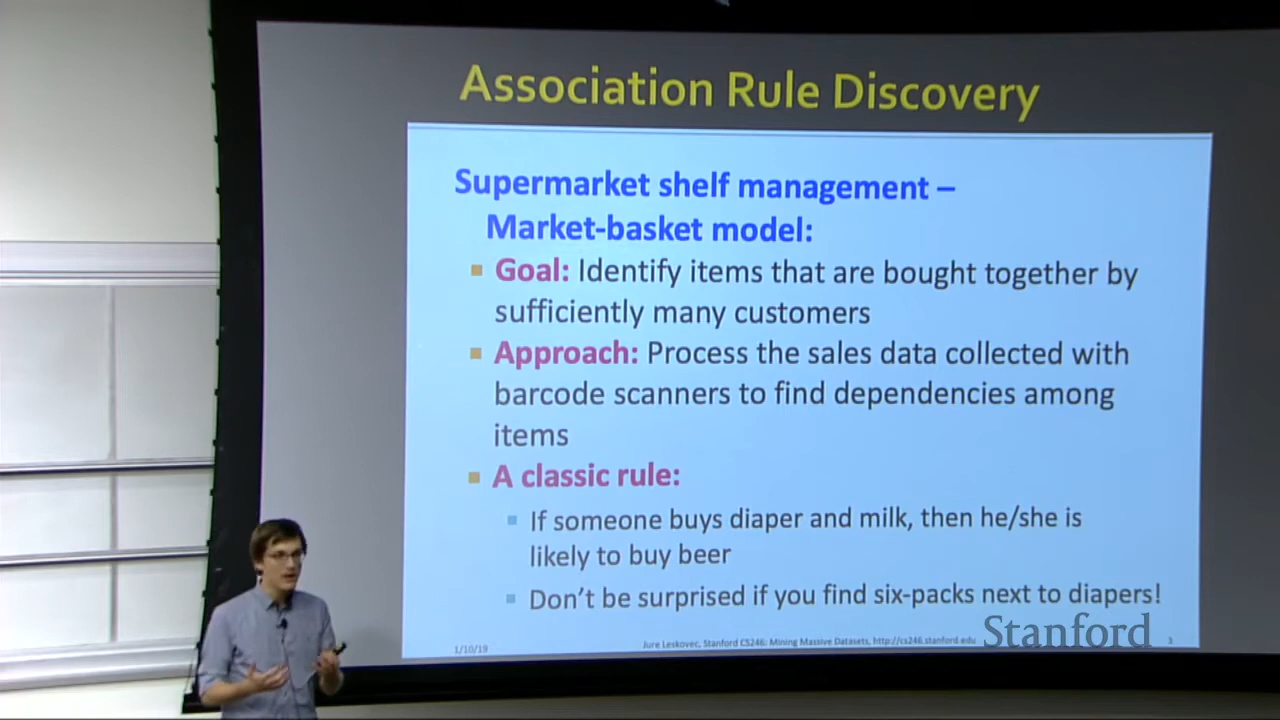 Association Rule Discovery
Supermarket shelf management –
Market-basket model:
Goal: Identify items that are bought together by
sufficiently many customers
Approach: Process the sales data collected with
barcode scanners to find dependencies among
items
A classic rule:
If someone buys diaper and milk, then he/she is
likely to buy beer
Don't be surprised if you find six-packs next to diapers!
1/10/19
Jure Leskovec, Stanford CS246: Mining Massive Datasets, http://cs246.stanford.edu
Stanford
3